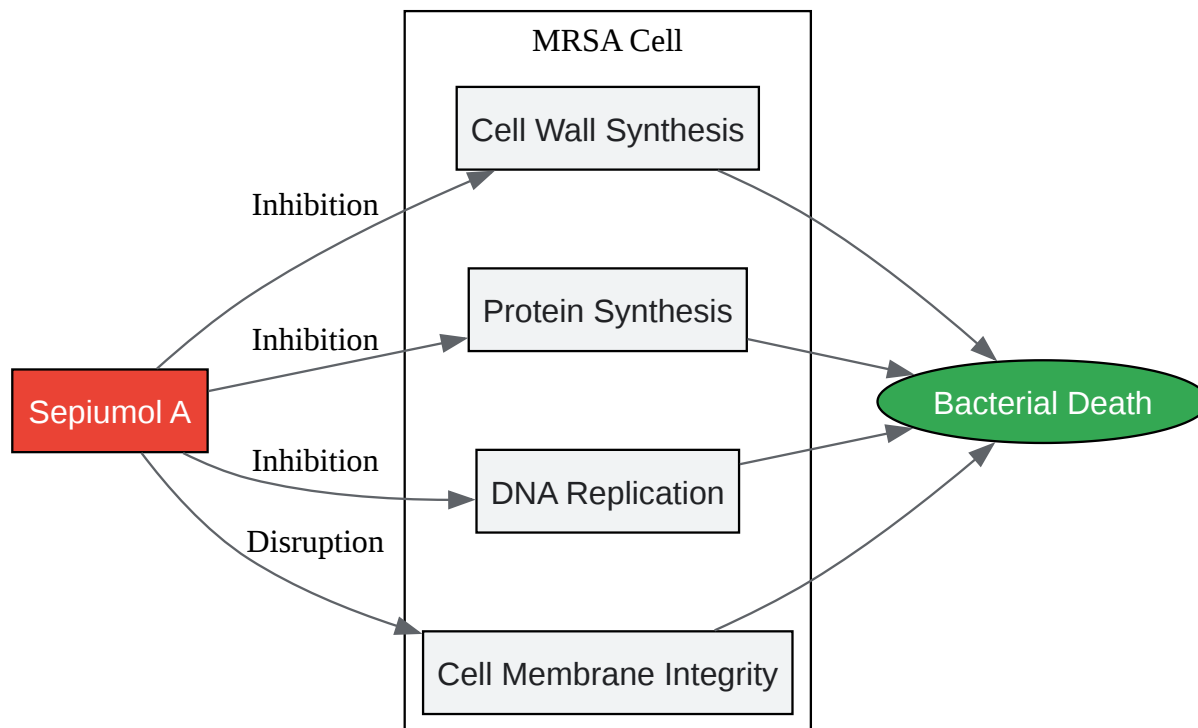 MRSA Cell
Cell Wall Synthesis
Inhibition
Protein Synthesis
Inhibition
Sepiumol A
Bacterial Death
Inhibition
DNA Replication
Disruption
Cell Membrane Integrity